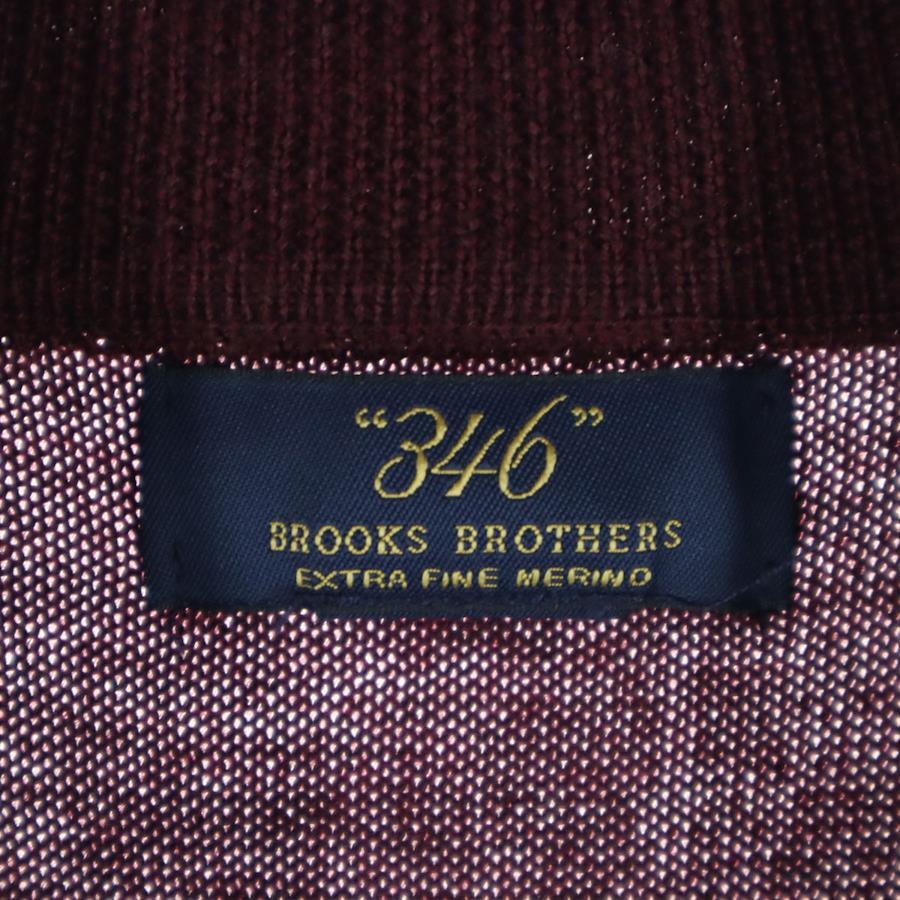 “346”
BROOKS BROTHERS
EXTRA FINE MERINO